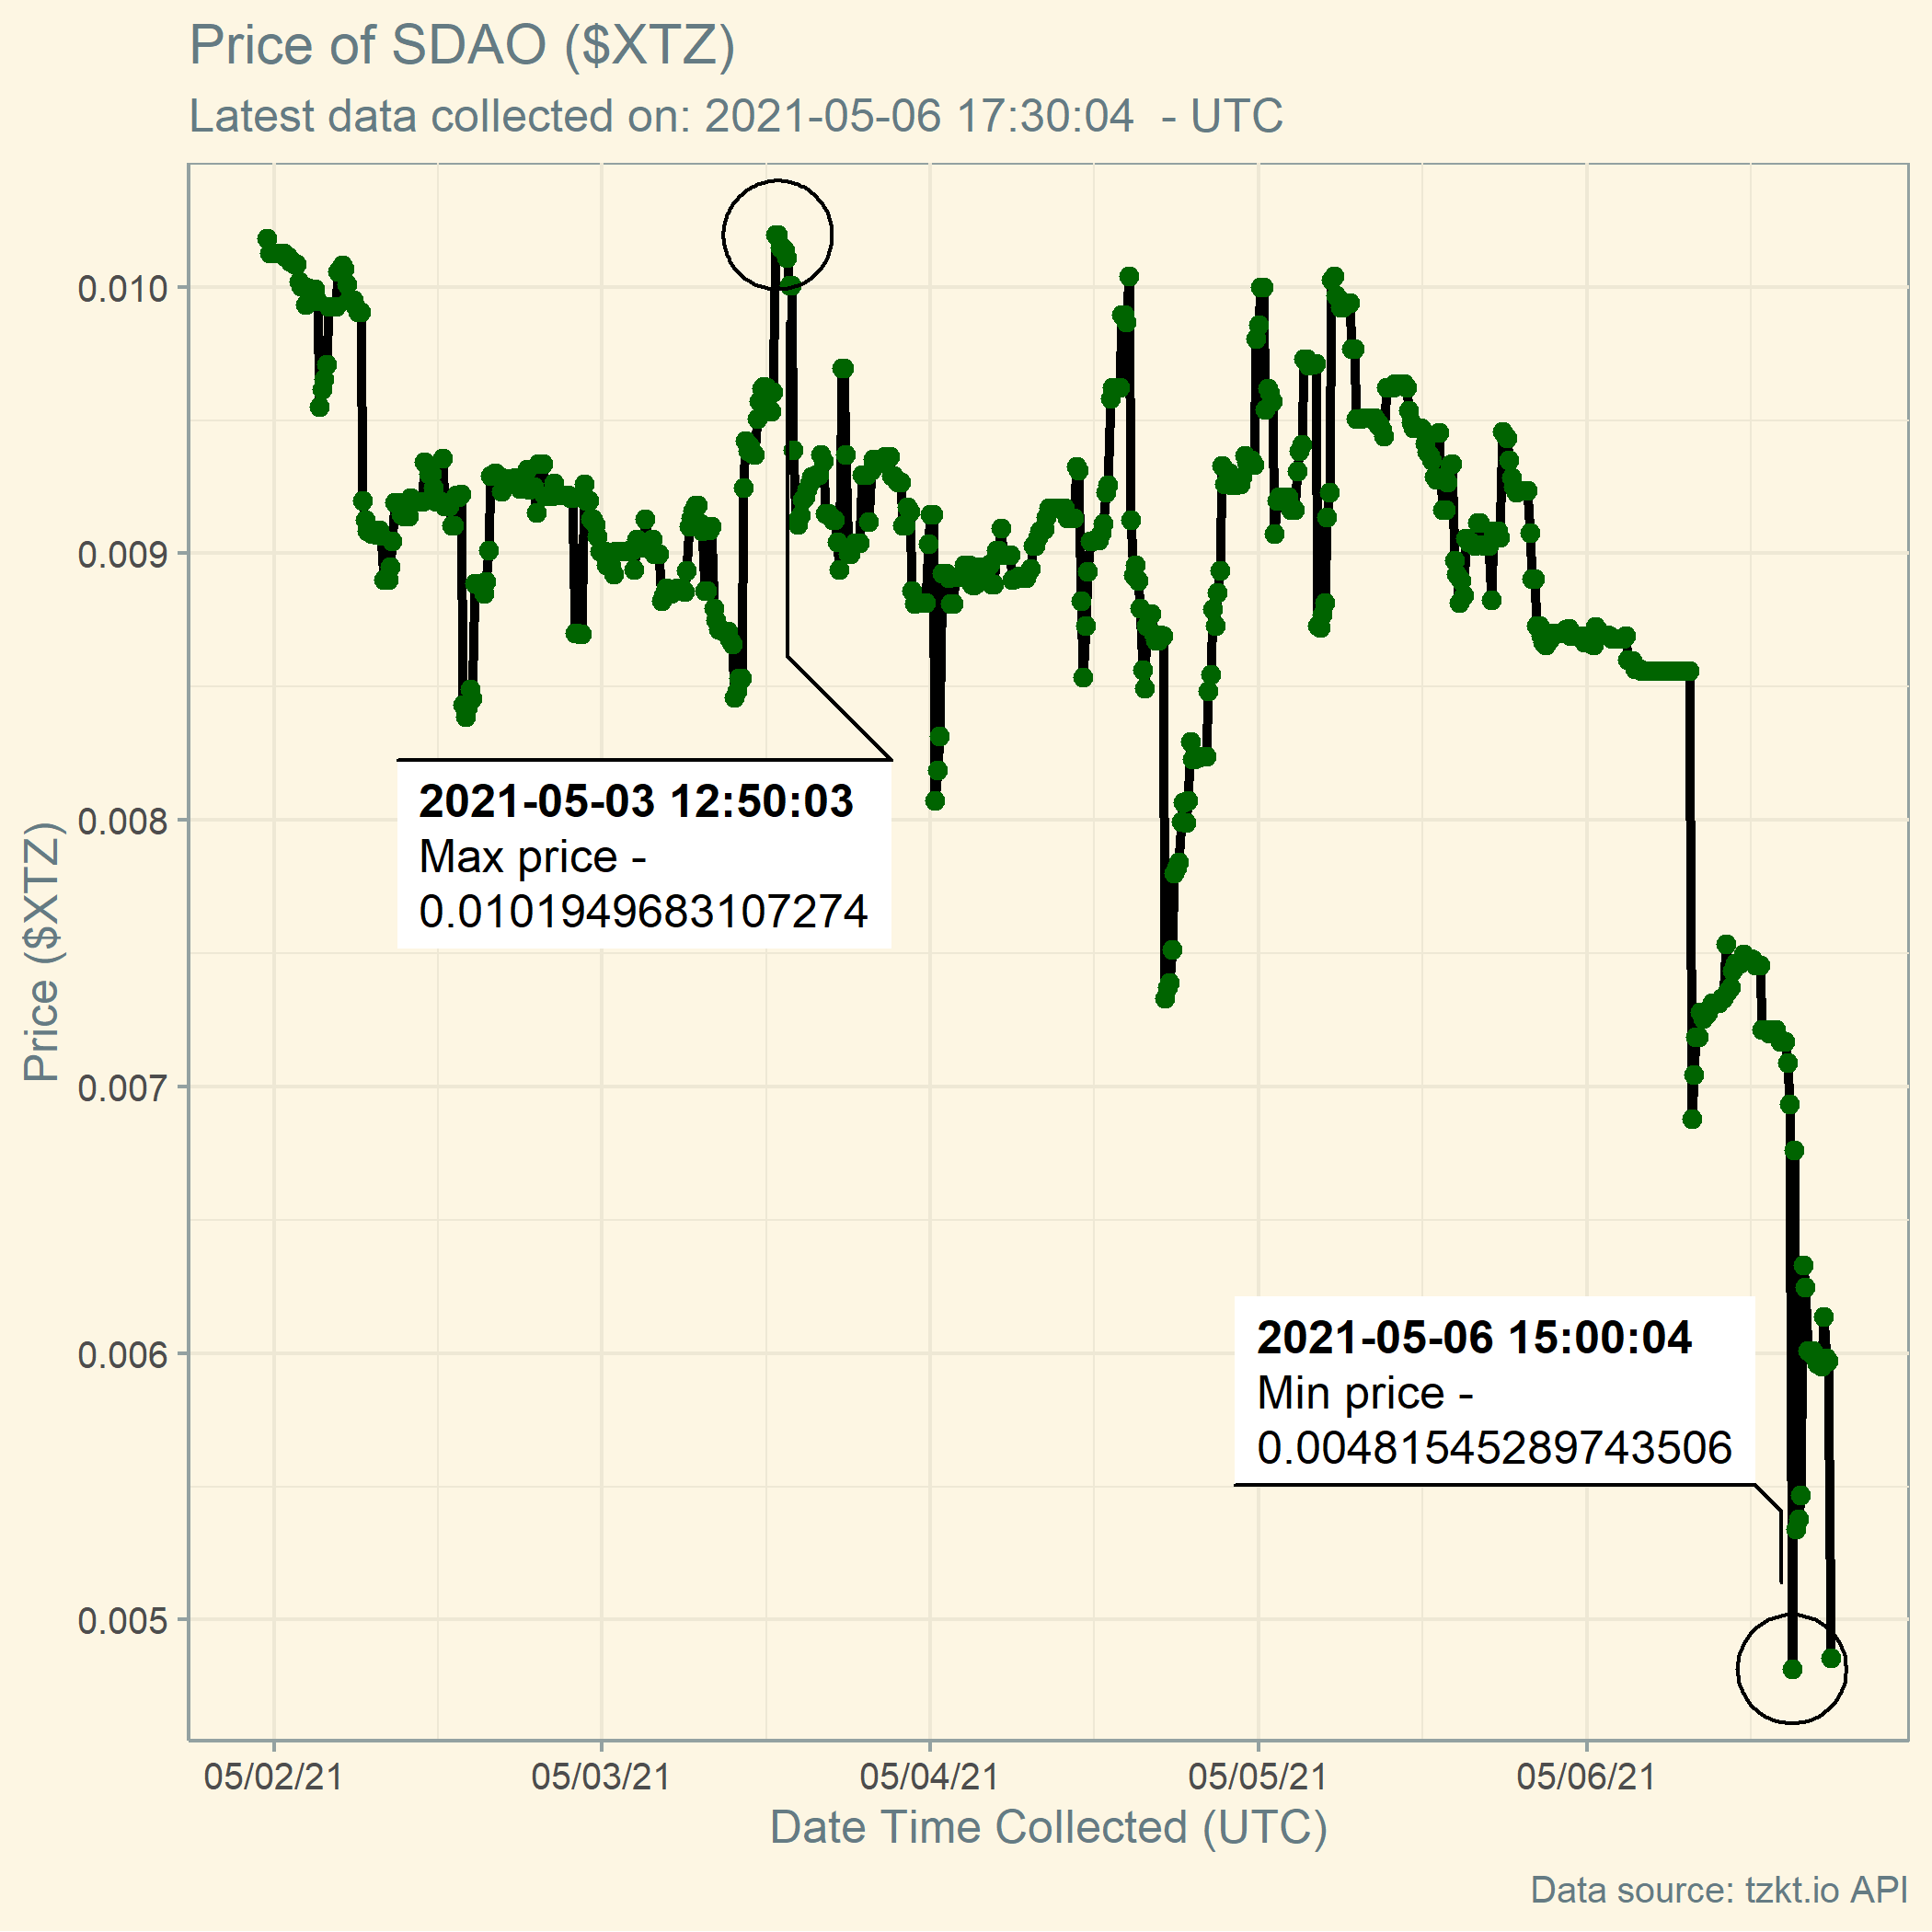 Price of SDAO ($XTZ)
Latest data collected on: 2021-05-06 17:30:04  - UTC
Price ($XTZ)
0.010
0.009
0.008
0.007
0.006
0.005
2021-05-03 12:50:03
Max price -
0.0101949683107274
2021-05-06 15:00:04
Min price -
0.00481545289743506
05/02/21
05/03/21
05/04/21
05/05/21
05/06/21
Date Time Collected (UTC)
Data source: tzkt.io API